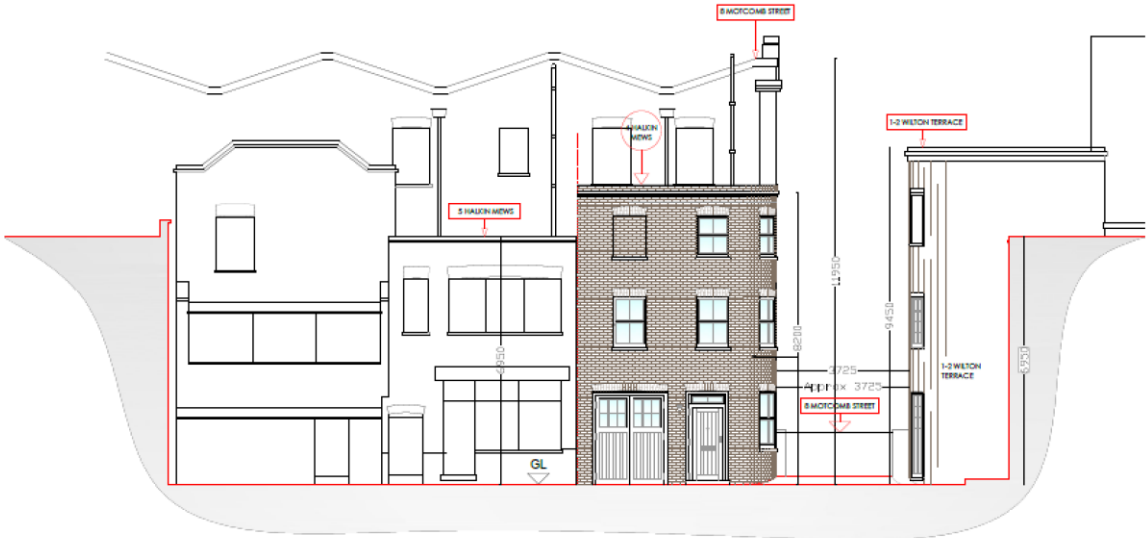 8 MOTCOMB STREET
4 HALKIN
MEWS
1-2 WILTON TERRACE
5 HALKIN MEWS
11950
9450
8200
6950
6950
3725
Approx 3725
1-2 WILTON
TERRACE
8 MOTCOMB STREET
GL